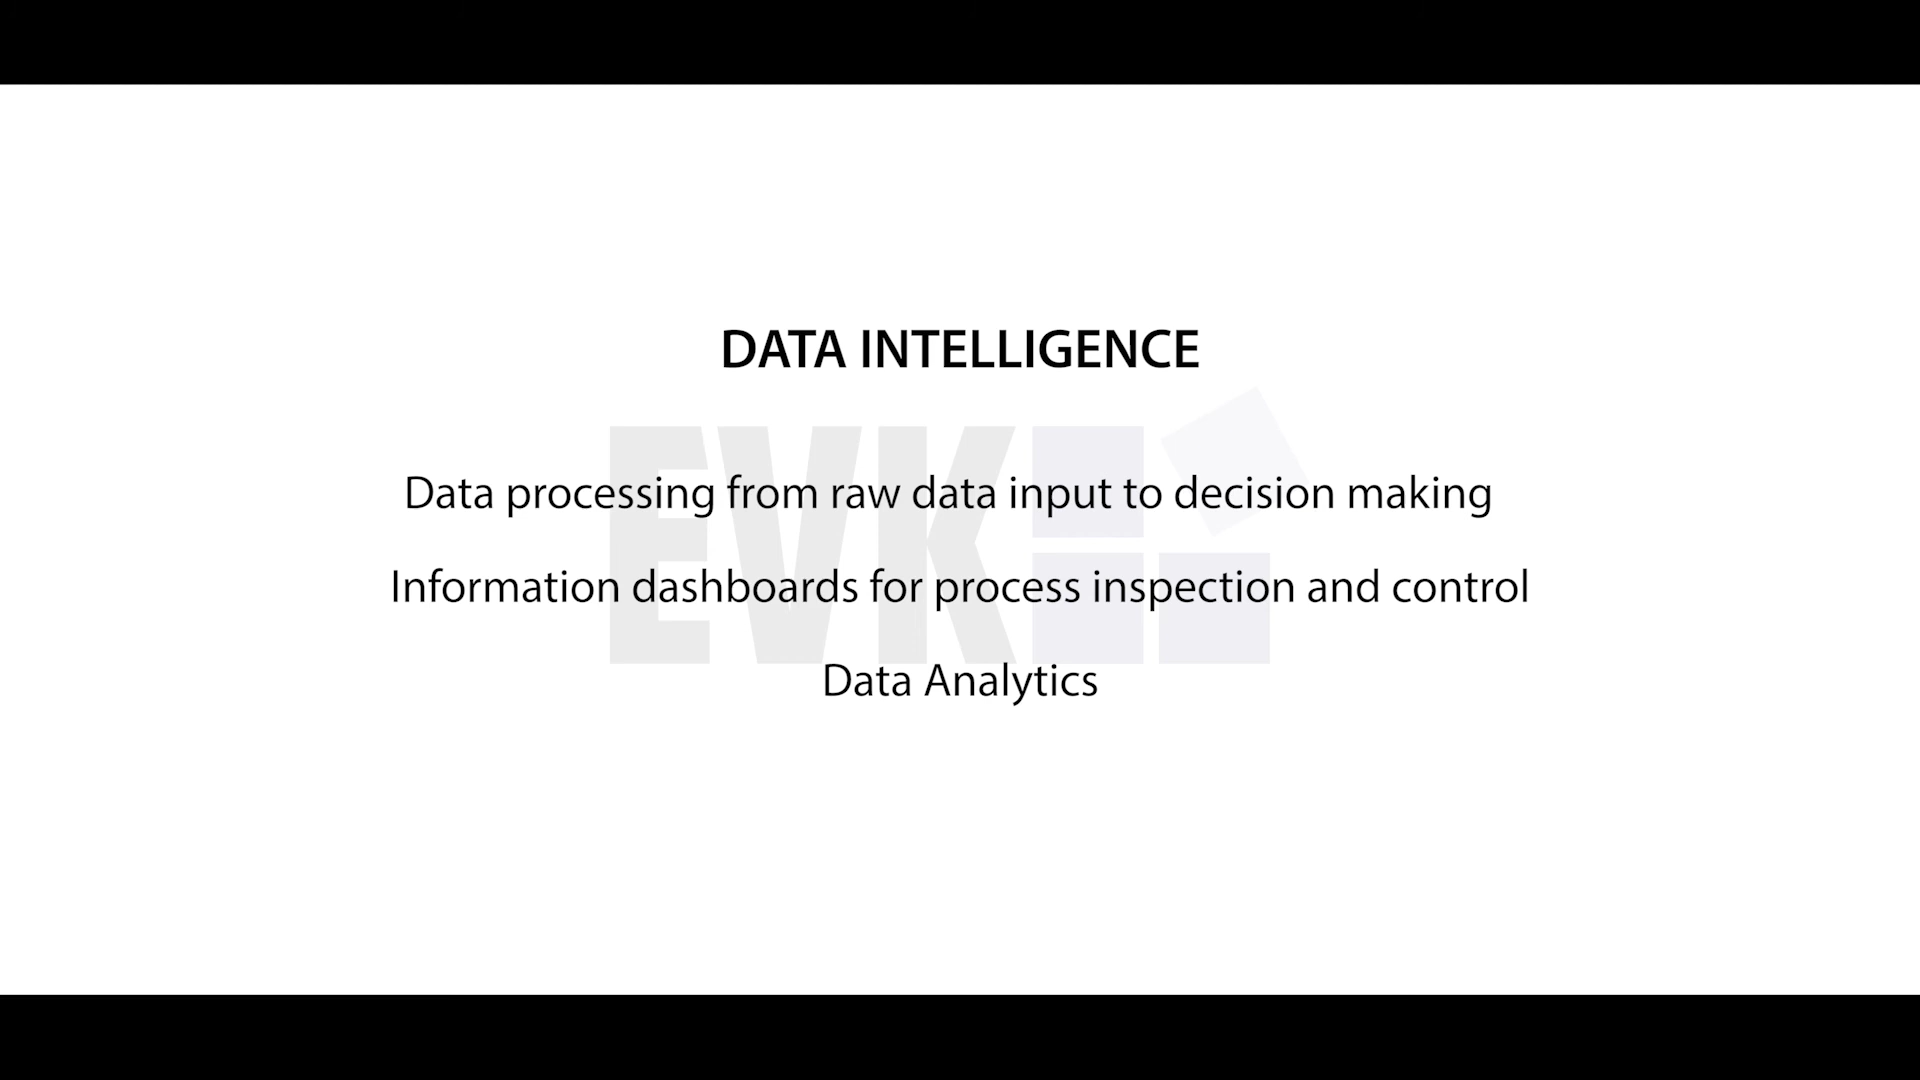 DATA INTELLIGENCE
EVK
Data processing from raw data input to decision making
Information dashboards for process inspection and control
Data Analytics